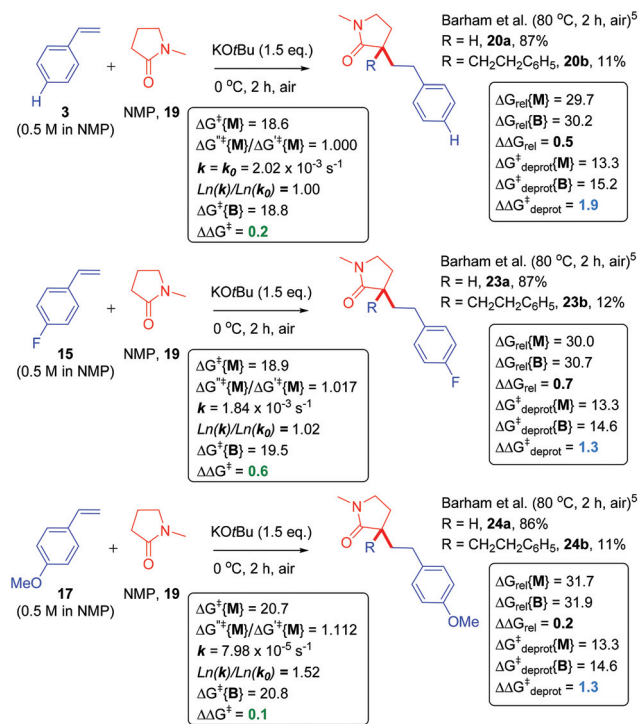 Barham et al. (80 °C, 2 h, air)⁵
R = H, 20a, 87%
R = CH₂CH₂C₆H₅, 20b, 11%
H
3
(0.5 M in NMP)
+
N
O
NMP, 19
KOtBu (1.5 eq.)
0 °C, 2 h, air
ΔG‡{M} = 18.6
ΔG''‡{M}/ΔG'‡{M} = 1.000
k = k₀ = 2.02 x 10⁻³ s⁻¹
Ln(k)/Ln(k₀) = 1.00
ΔG‡{B} = 18.8
ΔΔG‡ = 0.2
N
O
R
H
ΔGrel{M} = 29.7
ΔGrel{B} = 30.2
ΔΔGrel = 0.5
ΔG‡deprot{M} = 13.3
ΔG‡deprot{B} = 15.2
ΔΔG‡deprot = 1.9
Barham et al. (80 °C, 2 h, air)⁵
R = H, 23a, 87%
R = CH₂CH₂C₆H₅, 23b, 12%
F
15
(0.5 M in NMP)
+
N
O
NMP, 19
KOtBu (1.5 eq.)
0 °C, 2 h, air
ΔG‡{M} = 18.9
ΔG''‡{M}/ΔG'‡{M} = 1.017
k = 1.84 x 10⁻³ s⁻¹
Ln(k)/Ln(k₀) = 1.02
ΔG‡{B} = 19.5
ΔΔG‡ = 0.6
N
O
R
F
ΔGrel{M} = 30.0
ΔGrel{B} = 30.7
ΔΔGrel = 0.7
ΔG‡deprot{M} = 13.3
ΔG‡deprot{B} = 14.6
ΔΔG‡deprot = 1.3
Barham et al. (80 °C, 2 h, air)⁵
R = H, 24a, 86%
R = CH₂CH₂C₆H₅, 24b, 11%
MeO
17
(0.5 M in NMP)
+
N
O
NMP, 19
KOtBu (1.5 eq.)
0 °C, 2 h, air
ΔG‡{M} = 20.7
ΔG''‡{M}/ΔG'‡{M} = 1.112
k = 7.98 x 10⁻⁵ s⁻¹
Ln(k)/Ln(k₀) = 1.52
ΔG‡{B} = 20.8
ΔΔG‡ = 0.1
N
O
R
OMe
ΔGrel{M} = 31.7
ΔGrel{B} = 31.9
ΔΔGrel = 0.2
ΔG‡deprot{M} = 13.3
ΔG‡deprot{B} = 14.6
ΔΔG‡deprot = 1.3